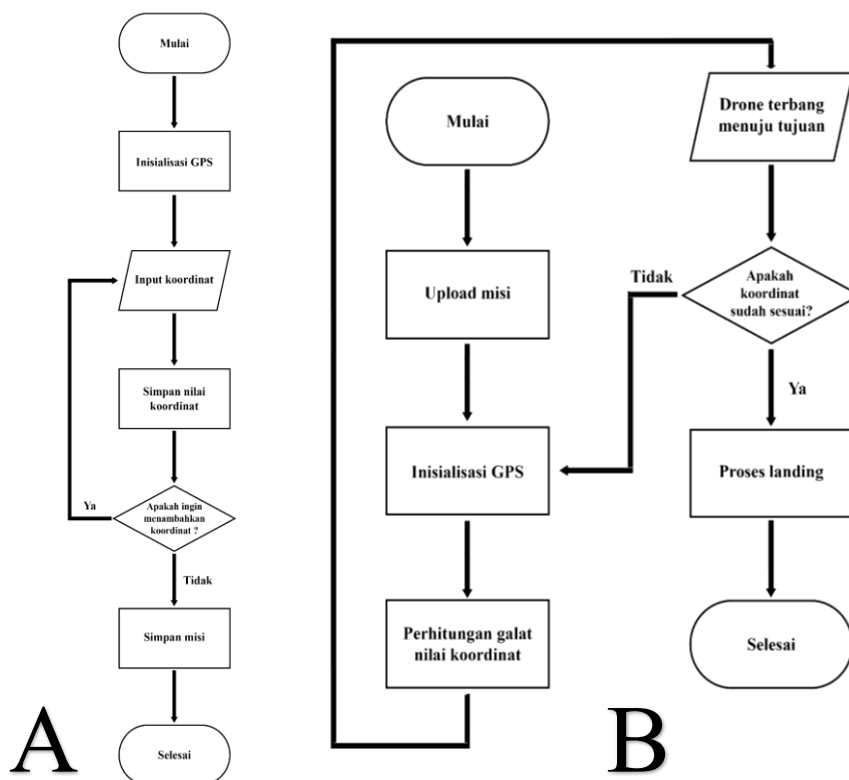 Mulai
Inisialisasi GPS
Input koordinat
Simpan nilai
koordinat
Apakah ingin
menambahkan
koordinat ?
Ya
Tidak
Simpan misi
Selesai
A
Mulai
Upload misi
Inisialisasi GPS
Perhitungan galat
nilai koordinat
Drone terbang
menuju tujuan
Apakah
koordinat
sudah sesuai?
Tidak
Ya
Proses landing
Selesai
B